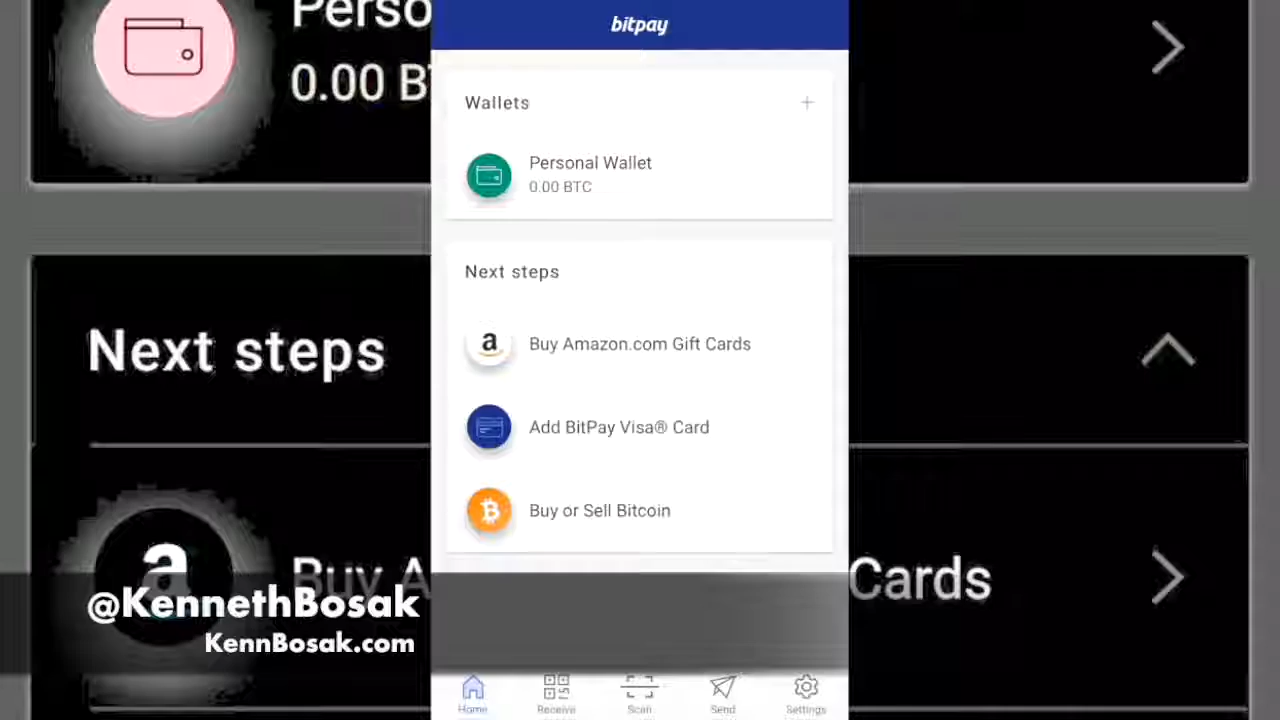 Perso
0.00 B
bitpay
Wallets
Personal Wallet
0.00 BTC
Next steps
Next steps
Buy Amazon.com Gift Cards
Add BitPay Visa® Card
Buy or Sell Bitcoin
Buy A
Cards
@KennethBosak
KennBosak.com
Home
Receive
Scan
Send
Settings